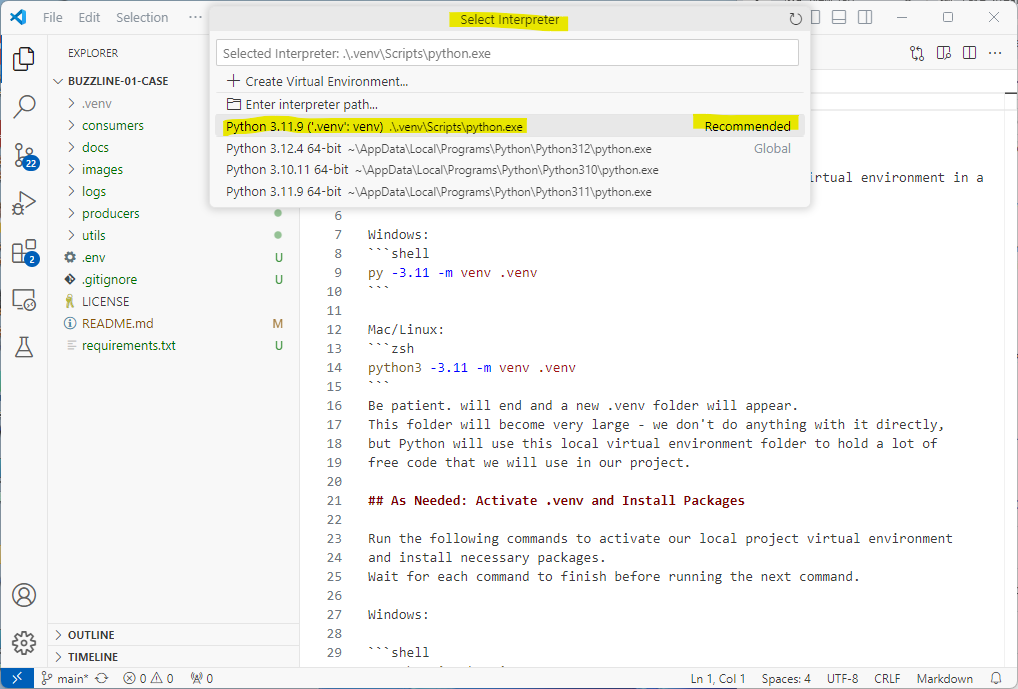 File Edit Selection ···
Select Interpreter
Selected Interpreter: .\.venv\Scripts\python.exe
Create Virtual Environment...
Enter interpreter path...
Python 3.11.9 ('.venv': venv) .\.venv\Scripts\python.exe Recommended
Python 3.12.4 64-bit ~\AppData\Local\Programs\Python\Python312\python.exe Global
Python 3.10.11 64-bit ~\AppData\Local\Programs\Python\Python310\python.exe
Python 3.11.9 64-bit ~\AppData\Local\Programs\Python\Python311\python.exe
EXPLORER
BUZZLINE-01-CASE
.venv
consumers
docs
images
logs
producers
utils
.env U
.gitignore U
LICENSE
README.md M
requirements.txt U
22
2
OUTLINE
TIMELINE
environment in a
6
7 Windows:
8 ```shell
9 py -3.11 -m venv .venv
10 ```
11
12 Mac/Linux:
13 ```zsh
14 python3 -3.11 -m venv .venv
15 ```
16 Be patient. will end and a new .venv folder will appear.
17 This folder will become very large - we don't do anything with it directly,
18 but Python will use this local virtual environment folder to hold a lot of
19 free code that we will use in our project.
20
21 ## As Needed: Activate .venv and Install Packages
22
23 Run the following commands to activate our local project virtual environment
24 and install necessary packages.
25 Wait for each command to finish before running the next command.
26
27 Windows:
28
29 ```shell
main* 0 0 0 Ln 1, Col 1 Spaces: 4 UTF-8 CRLF Markdown